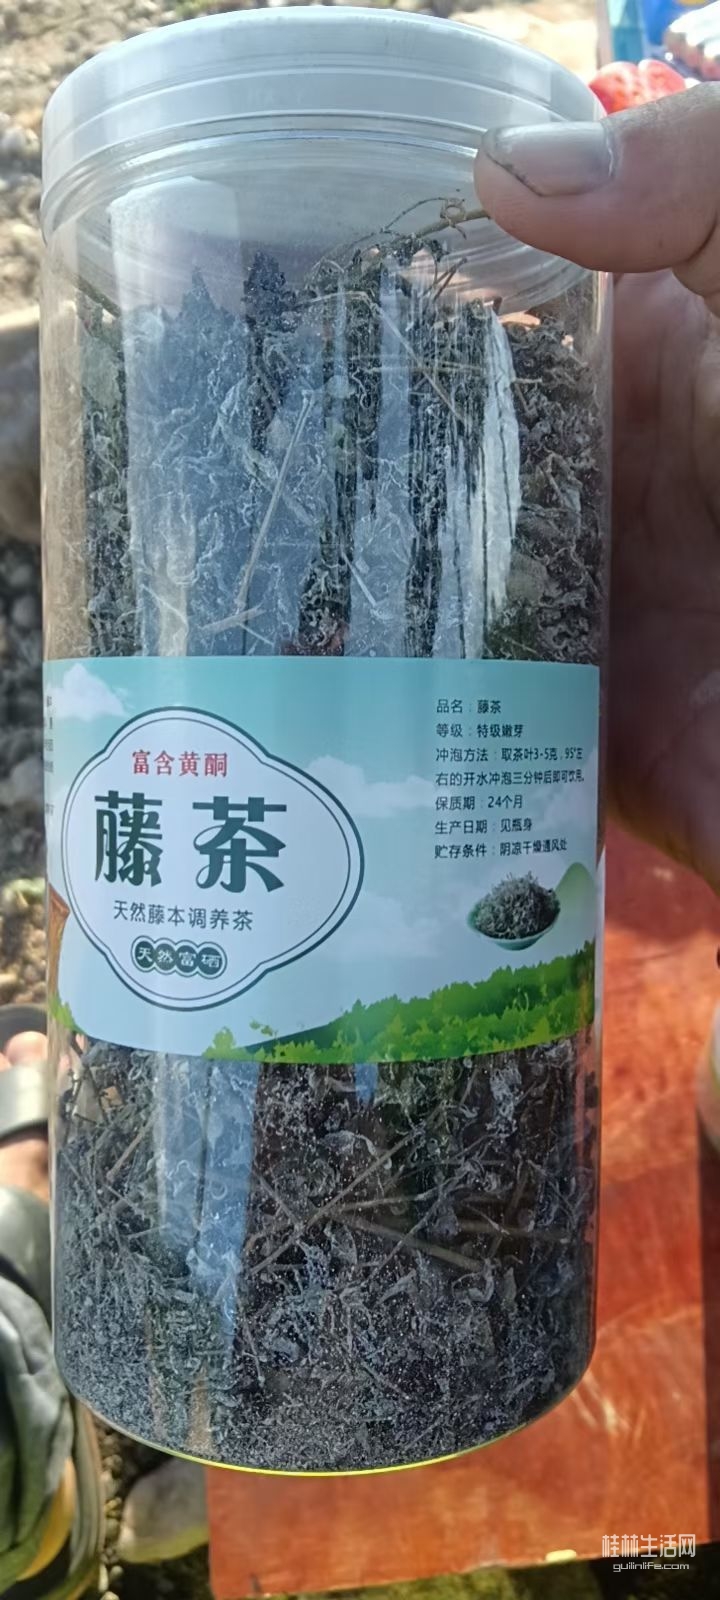 富含黄酮
藤茶
天然藤本调养茶
天然富硒
品名：藤茶
等级：特级嫩芽
冲泡方法：取茶叶3-5克，95°左
右的开水冲泡三分钟后即可饮用。
保质期：24个月
生产日期：见瓶身
贮存条件：阴凉干燥通风处
桂林生活网
guilinlife.com